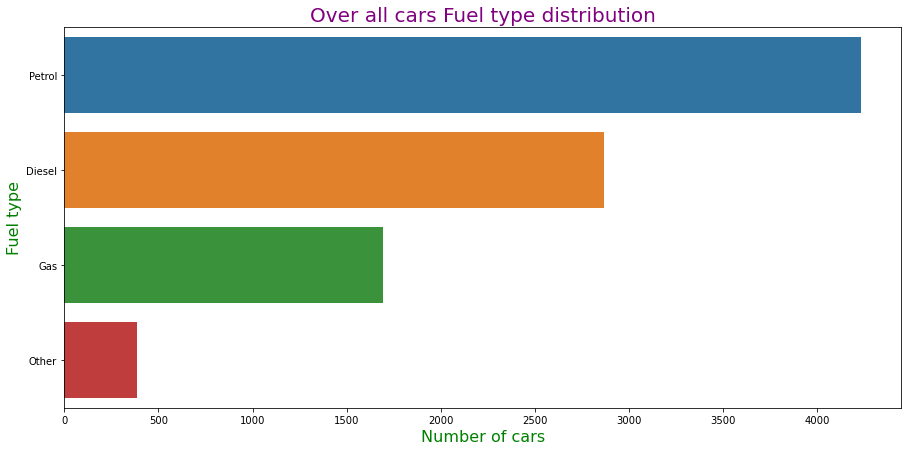 Over all cars Fuel type distribution
Petrol
Diesel
Gas
Other
Fuel type
0 500 1000 1500 2000 2500 3000 3500 4000
Number of cars